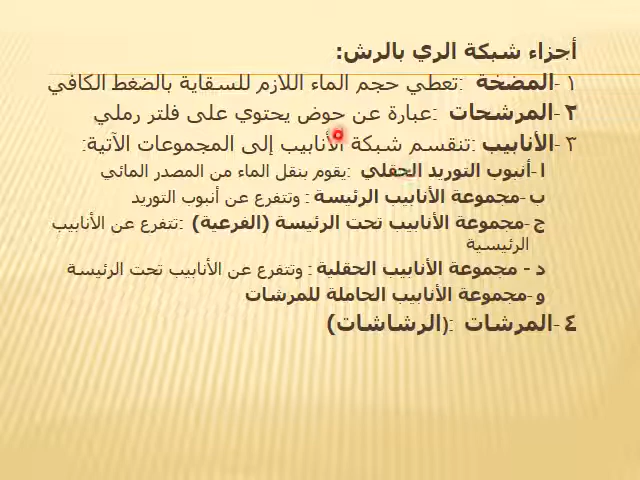 أجزاء شبكة الري بالرش:
١ -المضخة :تعطي حجم الماء اللازم للسقاية بالضغط الكافي
٢ -المرشحات :عبارة عن حوض يحتوي على فلتر رملي
٣ -الأنابيب :تنقسم شبكة الأنابيب إلى المجموعات الآتية:
ا -أنبوب التوريد الحقلي :يقوم بنقل الماء من المصدر المائي
ب -مجموعة الأنابيب الرئيسة : وتتفرع عن أنبوب التوريد
ج -مجموعة الأنابيب تحت الرئيسة (الفرعية) :تتفرع عن الأنابيب
الرئيسية
د - مجموعة الأنابيب الحقلية : وتتفرع عن الأنابيب تحت الرئيسة
و -مجموعة الأنابيب الحاملة للمرشات
٤ -المرشات :(الرشاشات)